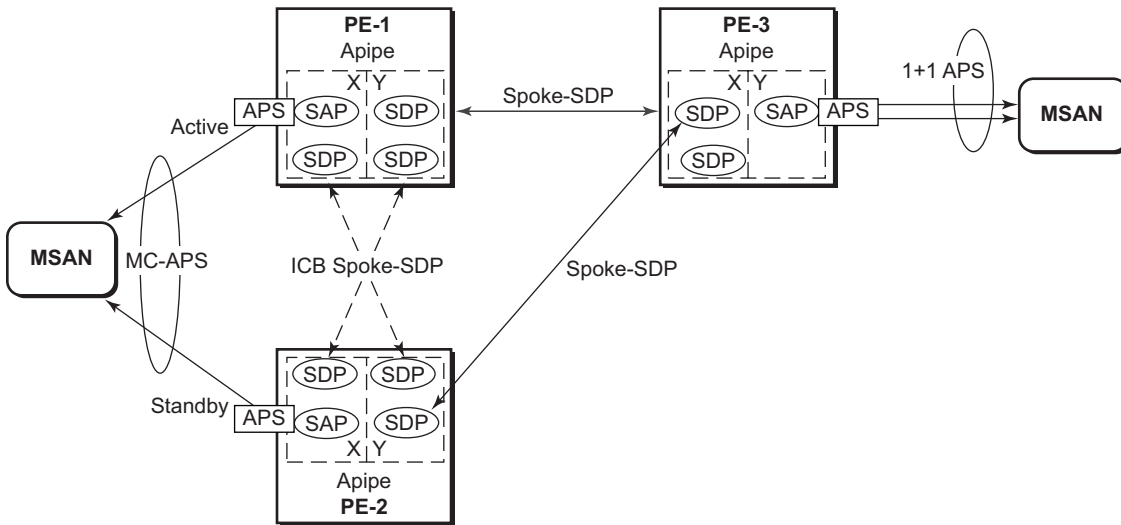 PE-1
Apipe
X Y
APS
SAP
SDP
SDP
SDP
Active
Spoke-SDP
PE-3
Apipe
X Y
SDP
SAP
APS
SDP
1+1 APS
MSAN
MSAN
MC-APS
ICB Spoke-SDP
Spoke-SDP
Standby
SDP
SDP
APS
SAP
SDP
X Y
Apipe
PE-2